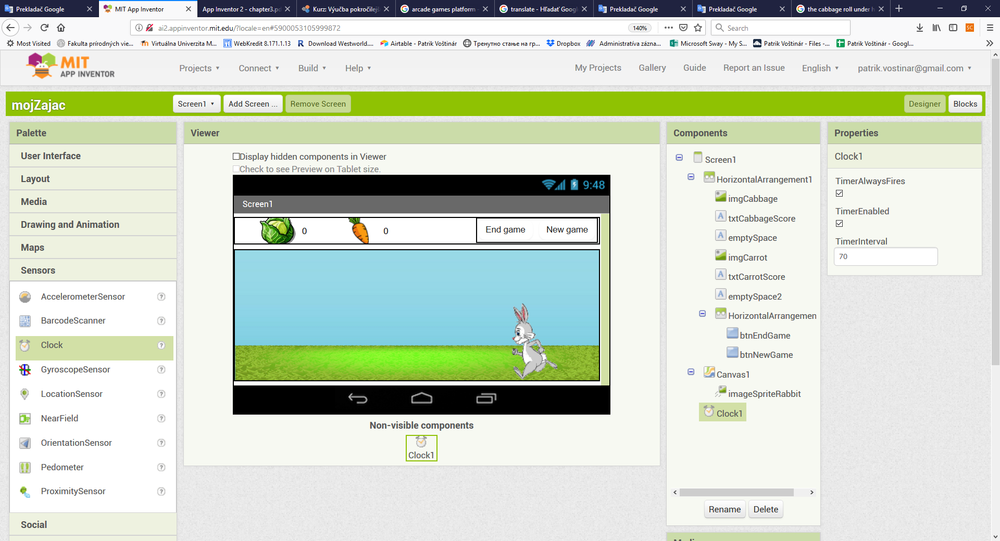 Prekladač Google
MIT App Inventor
App Inventor 2 - chapter3.pd
Kurz: Výučba pokročilej
arcade games platform -
translate - Hľadať Goog
Prekladač Google
Prekladač Google
the cabbage roll under h
ai2.appinventor.mit.edu/?locale=en#5900053105999872
140%
Search
Most Visited
Fakulta prírodných vie...
Virtuálna Univerzita M...
WebKredit 8.171.1.13
Download Westworld....
Airtable - Patrik Voštinár
Тренутно стање на гр...
Dropbox
Administratíva zázna...
Microsoft Sway - My S...
Patrik Voštinár - Files -...
Patrik Voštinár - Googl...
MIT
APP INVENTOR
Projects
Connect
Build
Help
My Projects
Gallery
Guide
Report an Issue
English
patrik.vostinar@gmail.com
mojZajac
Screen1
Add Screen ...
Remove Screen
Designer
Blocks
Palette
User Interface
Layout
Media
Drawing and Animation
Maps
Sensors
AccelerometerSensor
BarcodeScanner
Clock
GyroscopeSensor
LocationSensor
NearField
OrientationSensor
Pedometer
ProximitySensor
Social
Viewer
Display hidden components in Viewer
Check to see Preview on Tablet size.
9:48
Screen1
0
0
End game
New game
Non-visible components
Clock1
Components
Screen1
HorizontalArrangement1
imgCabbage
txtCabbageScore
emptySpace
imgCarrot
txtCarrotScore
emptySpace2
HorizontalArrangemen
btnEndGame
btnNewGame
Canvas1
imageSpriteRabbit
Clock1
Rename
Delete
Properties
Clock1
TimerAlwaysFires
TimerEnabled
TimerInterval
70